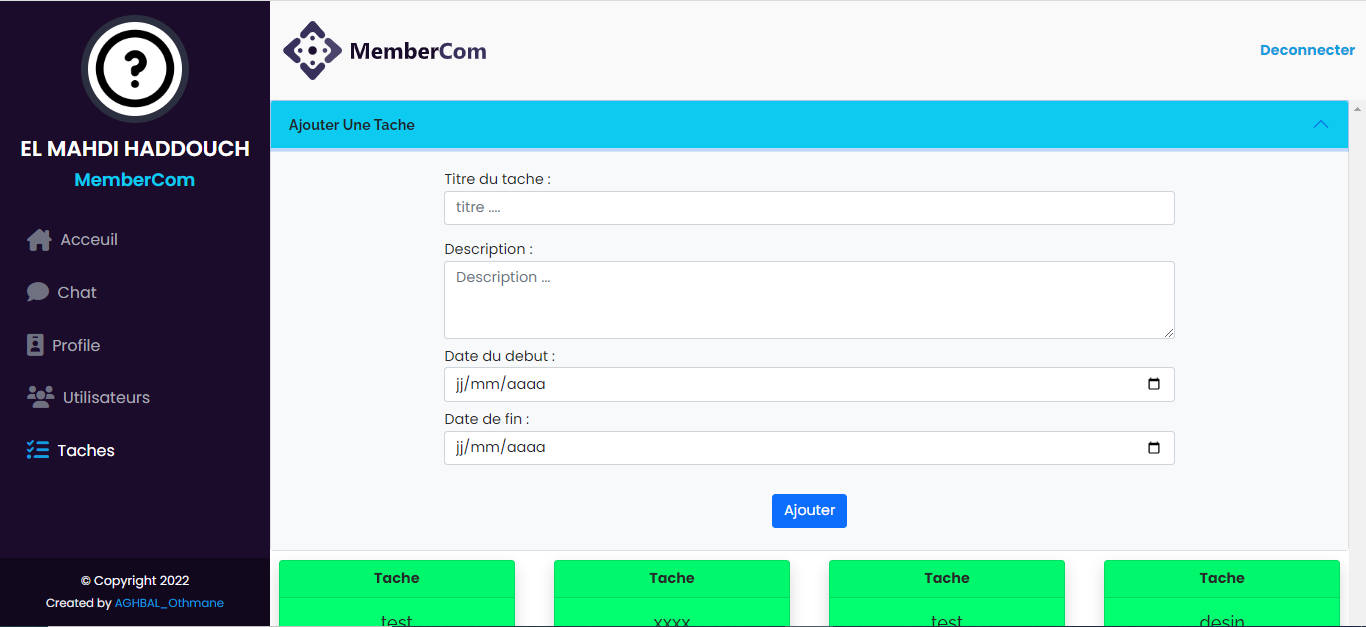 EL MAHDI HADDOUCH
MemberCom
Acceuil
Chat
Profile
Utilisateurs
Taches
© Copyright 2022
Created by AGHBAL_Othmane
MemberCom
Deconnecter
Ajouter Une Tache
Titre du tache :
titre ....
Description :
Description ...
Date du debut :
jj/mm/aaaa
Date de fin :
jj/mm/aaaa
Ajouter
Tache
test
Tache
xxxx
Tache
test
Tache
desin